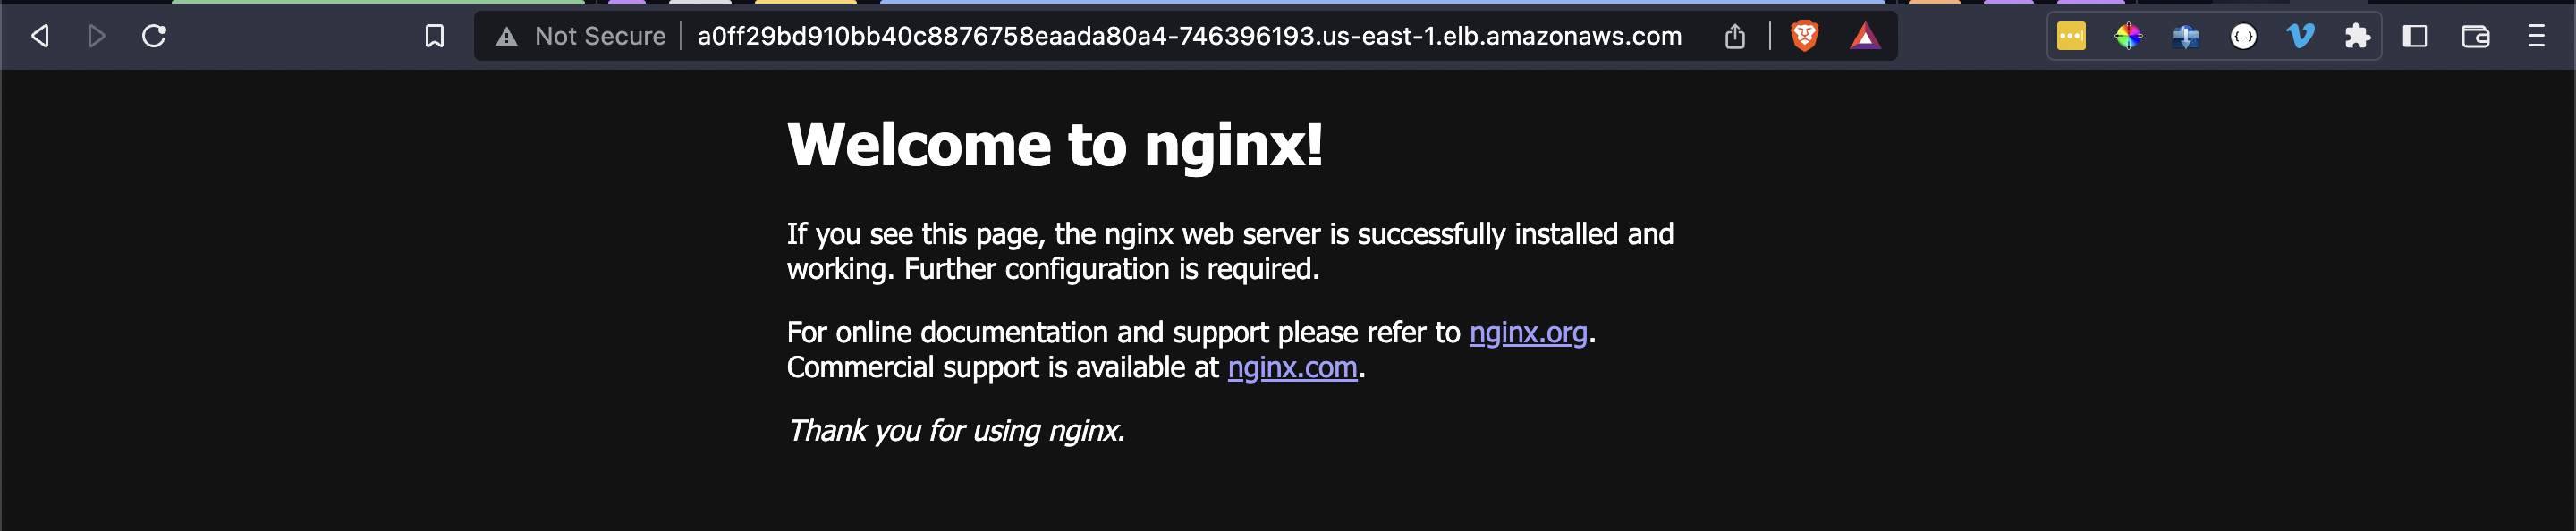 Not Secure
a0ff29bd910bb40c8876758eaada80a4-746396193.us-east-1.elb.amazonaws.com
Welcome to nginx!
If you see this page, the nginx web server is successfully installed and
working. Further configuration is required.
For online documentation and support please refer to nginx.org.
Commercial support is available at nginx.com.
Thank you for using nginx.